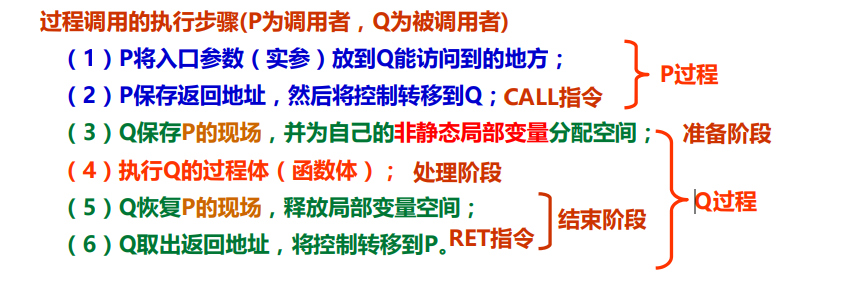 过程调用的执行步骤(P为调用者，Q为被调用者)
（1）P将入口参数（实参）放到Q能访问到的地方；
P过程
（2）P保存返回地址，然后将控制转移到Q；CALL指令
（3）Q保存P的现场，并为自己的非静态局部变量分配空间； 准备阶段
（4）执行Q的过程体（函数体）； 处理阶段
（5）Q恢复P的现场，释放局部变量空间；
Q过程
结束阶段
（6）Q取出返回地址，将控制转移到P。RET指令